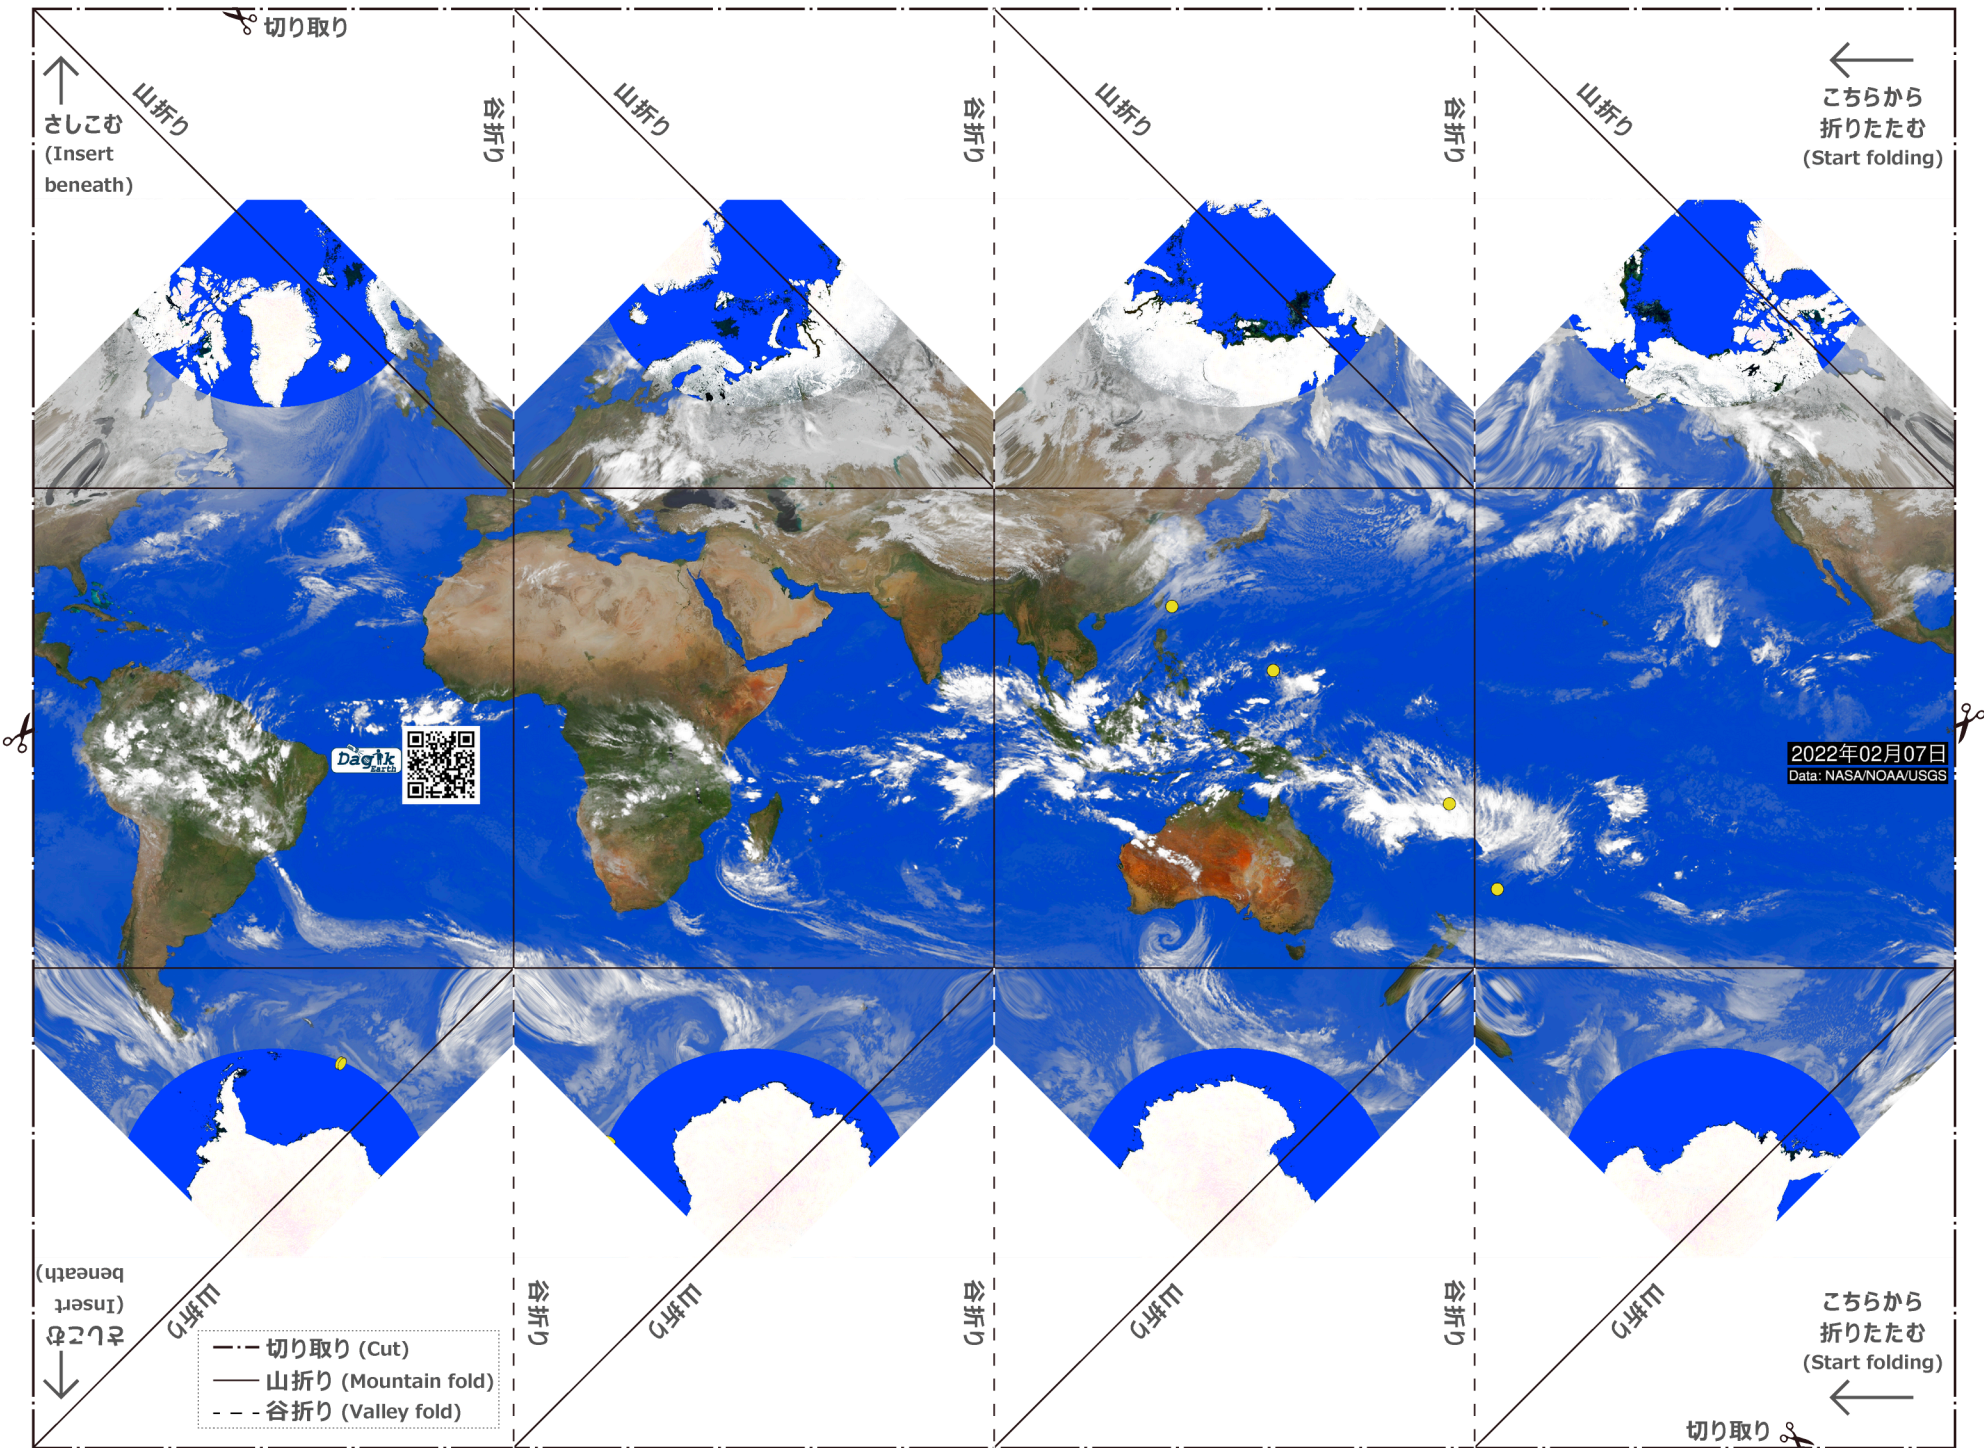 切り取り
山折り
谷折り
山折り
谷折り
山折り
谷折り
山折り
さしこむ
(Insert
beneath)
こちらから
折りたたむ
(Start folding)
Dagik
Earth
2022年02月07日
Data: NASA/NOAA/USGS
さしこむ
(Insert
beneath)
山折り
谷折り
山折り
谷折り
山折り
谷折り
山折り
切り取り (Cut)
山折り (Mountain fold)
谷折り (Valley fold)
こちらから
折りたたむ
(Start folding)
切り取り